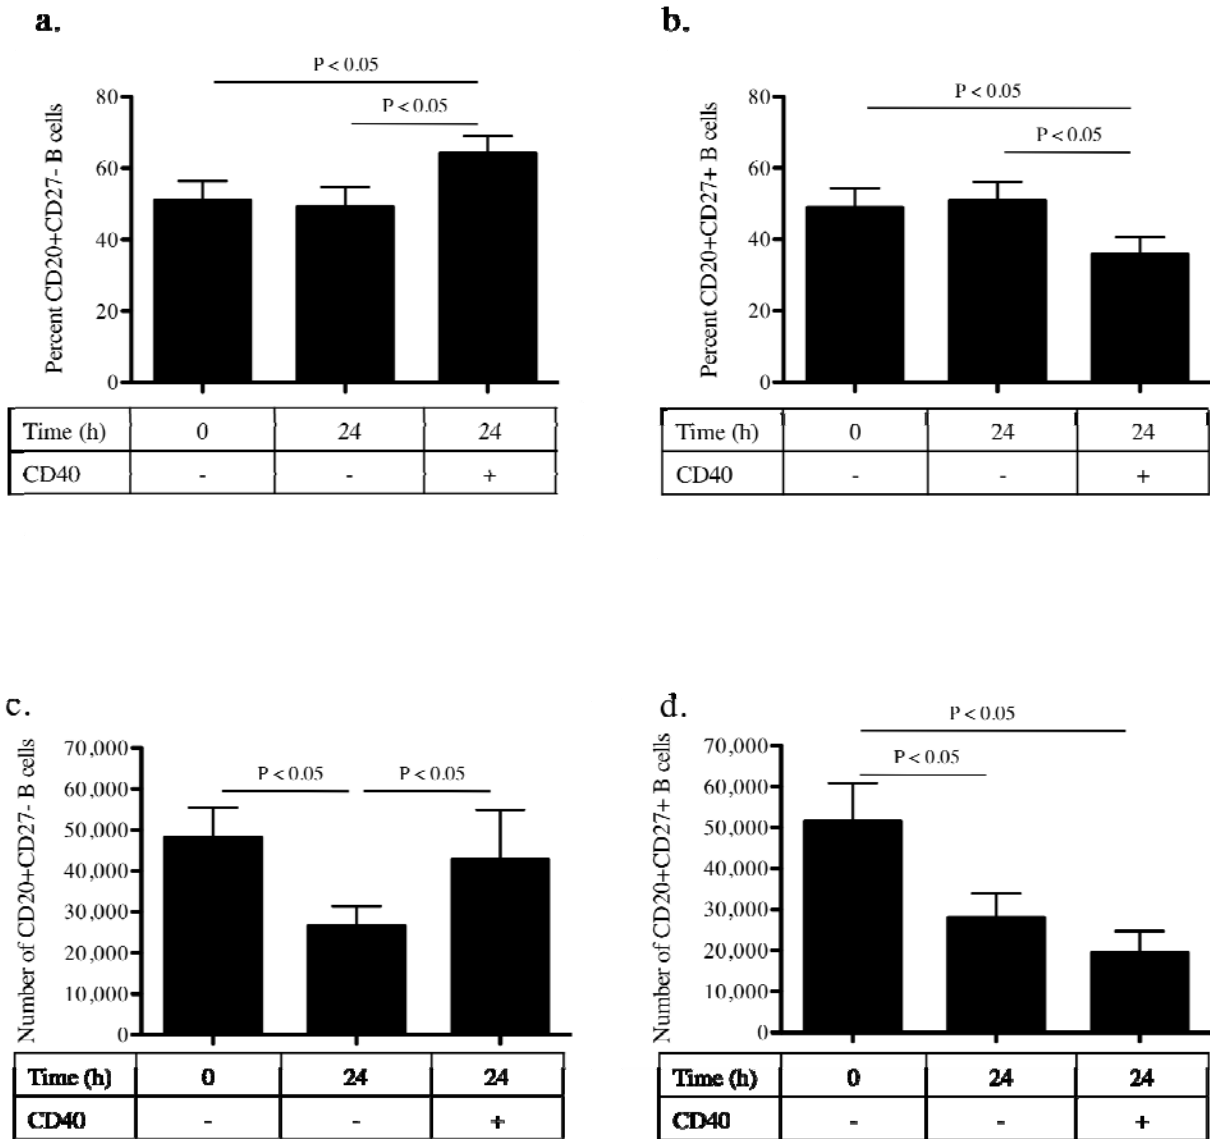 a.
P < 0.05
P < 0.05
Percent CD20+CD27- B cells
80
60
40
20
0
Time (h) 0 24 24
CD40 - - +
b.
P < 0.05
P < 0.05
Percent CD20+CD27+ B cells
80
60
40
20
0
Time (h) 0 24 24
CD40 - - +
c.
P < 0.05 P < 0.05
Number of CD20+CD27- B cells
70,000
60,000
50,000
40,000
30,000
20,000
10,000
0
Time (h) 0 24 24
CD40 - - +
d.
P < 0.05
P < 0.05
Number of CD20+CD27+ B cells
70,000
60,000
50,000
40,000
30,000
20,000
10,000
0
Time (h) 0 24 24
CD40 - - +